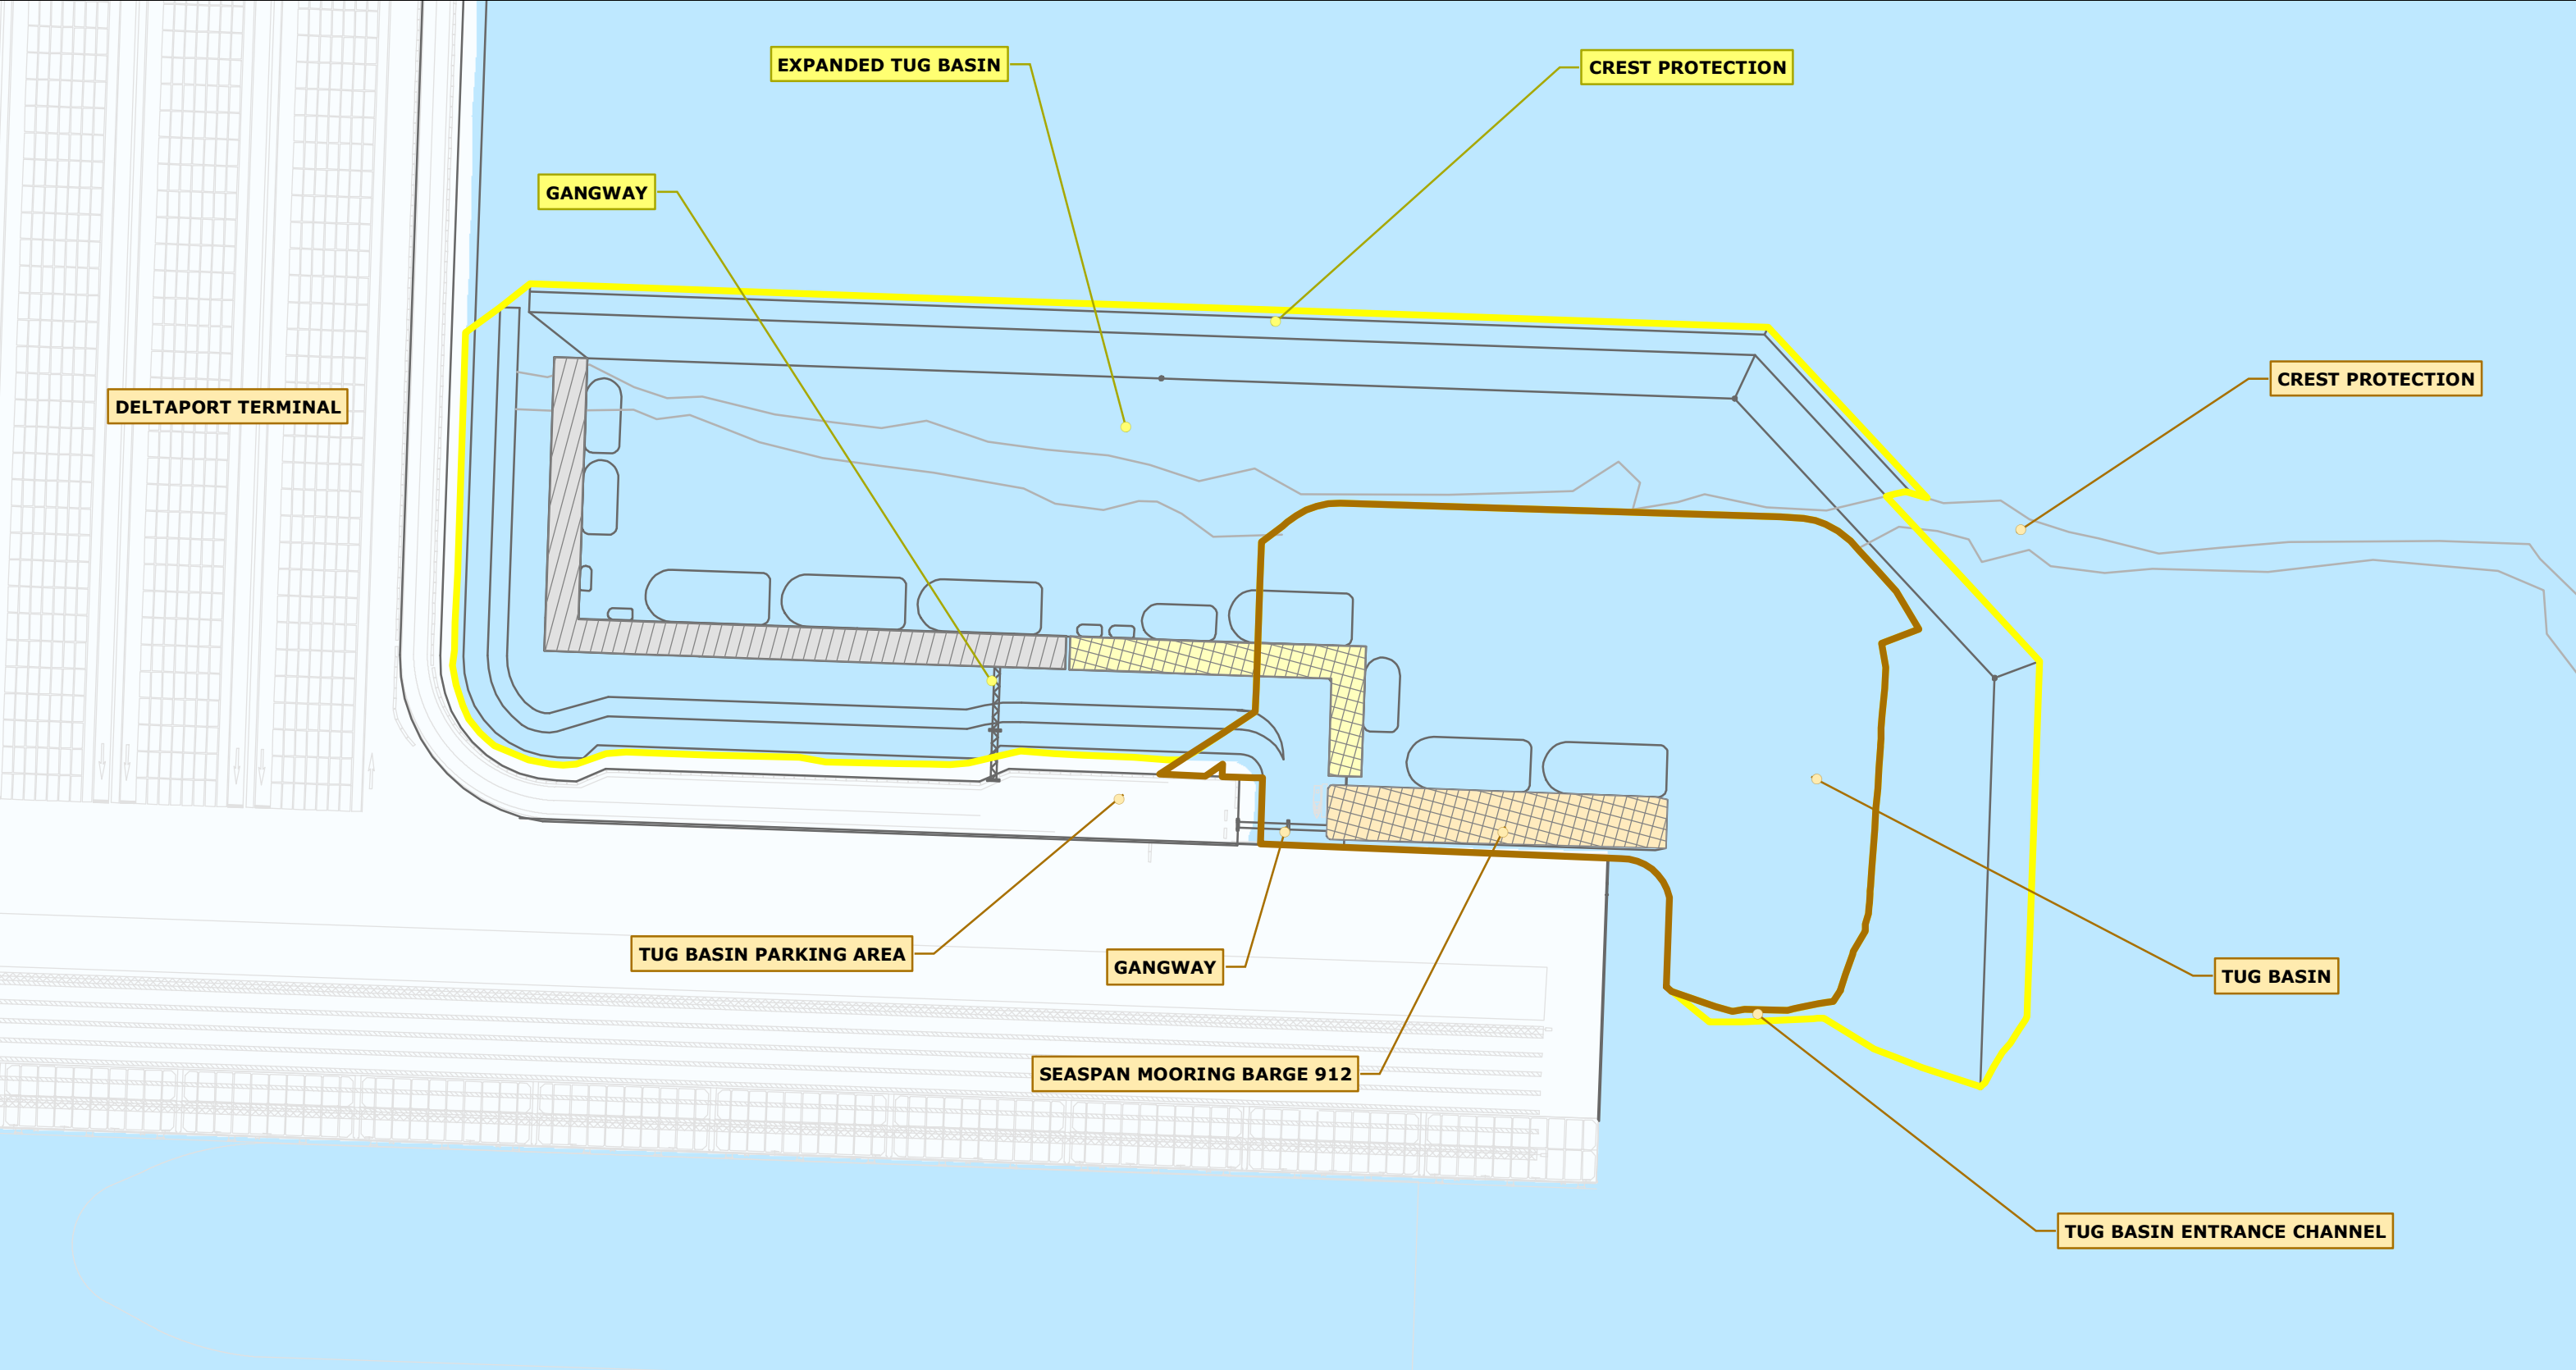 EXPANDED TUG BASIN
CREST PROTECTION
GANGWAY
CREST PROTECTION
DELTAPORT TERMINAL
TUG BASIN PARKING AREA
GANGWAY
TUG BASIN
SEASPAN MOORING BARGE 912
TUG BASIN ENTRANCE CHANNEL